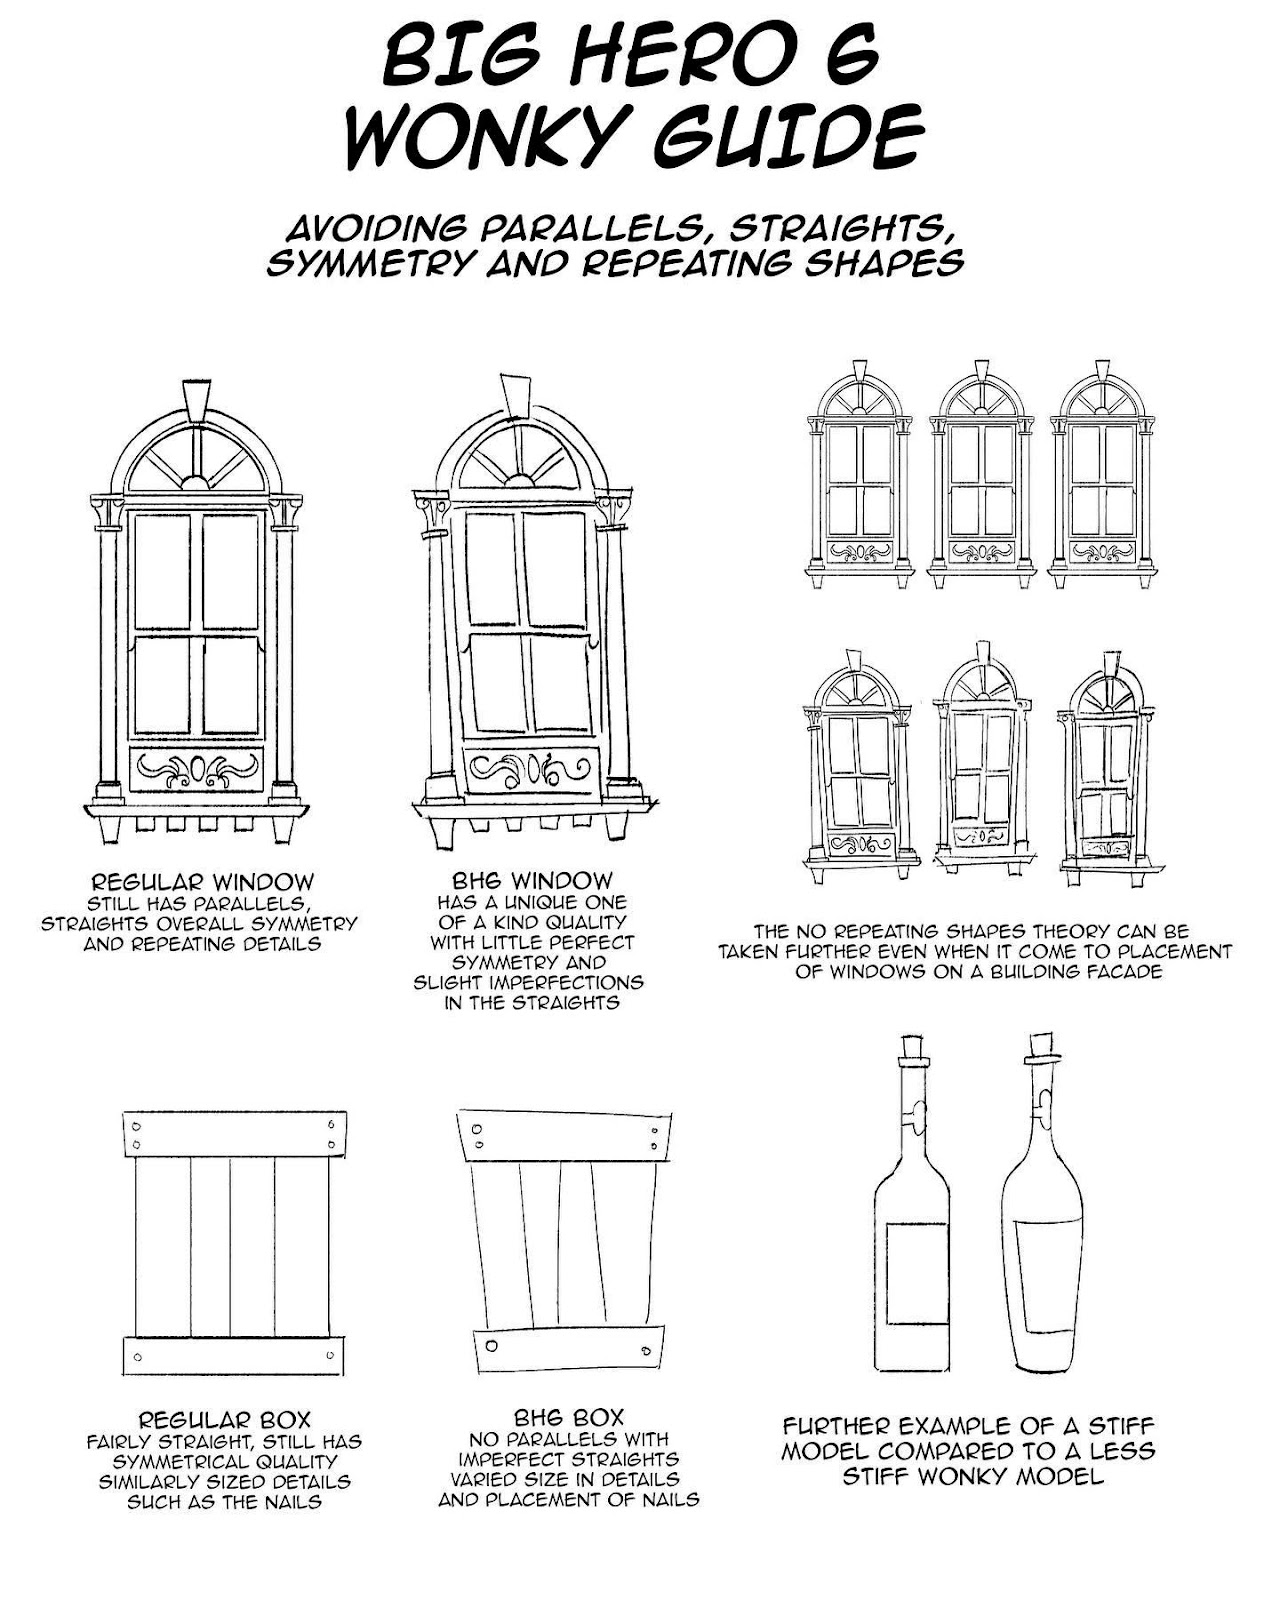 BIG HERO 6
WONKY GUIDE
AVOIDING PARALLELS, STRAIGHTS,
SYMMETRY AND REPEATING SHAPES
REGULAR WINDOW
STILL HAS PARALLELS,
STRAIGHTS OVERALL SYMMETRY
AND REPEATING DETAILS
BH6 WINDOW
HAS A UNIQUE ONE
OF A KIND QUALITY
WITH LITTLE PERFECT
SYMMETRY AND
SLIGHT IMPERFECTIONS
IN THE STRAIGHTS
THE NO REPEATING SHAPES THEORY CAN BE
TAKEN FURTHER EVEN WHEN IT COME TO PLACEMENT
OF WINDOWS ON A BUILDING FACADE
REGULAR BOX
FAIRLY STRAIGHT, STILL HAS
SYMMETRICAL QUALITY
SIMILARLY SIZED DETAILS
SUCH AS THE NAILS
BH6 BOX
NO PARALLELS WITH
IMPERFECT STRAIGHTS
VARIED SIZE IN DETAILS
AND PLACEMENT OF NAILS
FURTHER EXAMPLE OF A STIFF
MODEL COMPARED TO A LESS
STIFF WONKY MODEL